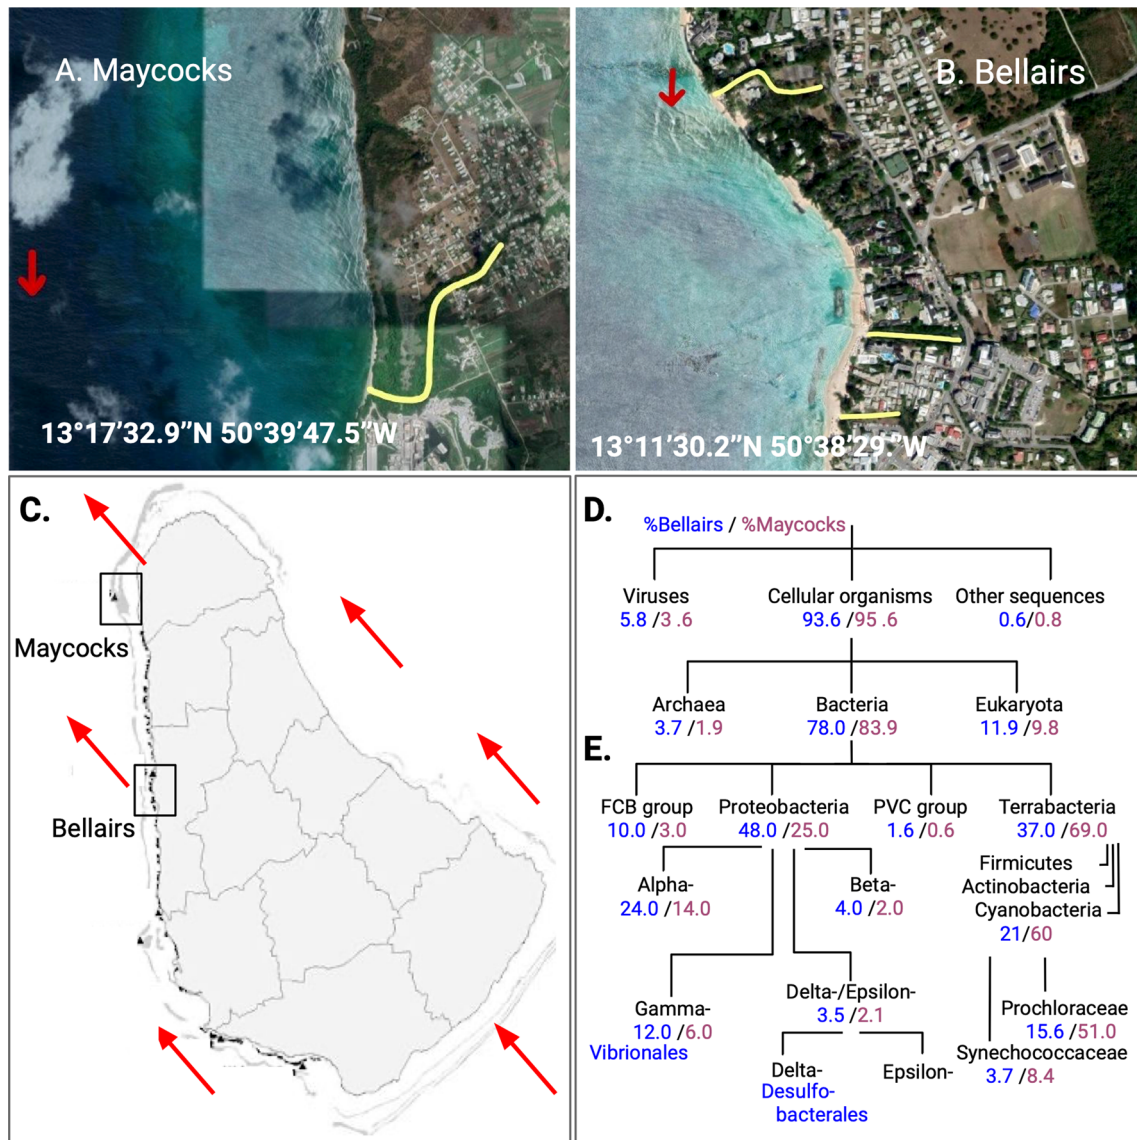 A. Maycocks
13°17’32.9”N 50°39’47.5”W
B. Bellairs
13°11’30.2”N 50°38’29.”W
C.
Maycocks
Bellairs
D.
%Bellairs / %Maycocks
Viruses
5.8 /3 .6
Cellular organisms
93.6 /95 .6
Other sequences
0.6/0.8
Archaea
3.7 /1.9
Bacteria
78.0 /83.9
Eukaryota
11.9 /9.8
E.
FCB group
10.0 /3.0
Proteobacteria
48.0 /25.0
PVC group
1.6 /0.6
Terrabacteria
37.0 /69.0
Firmicutes
Actinobacteria
Cyanobacteria
21/60
Alpha-
24.0 /14.0
Beta-
4.0 /2.0
Gamma-
12.0 /6.0
Vibrionales
Delta-/Epsilon-
3.5 /2.1
Delta-
Desulfo-
bacterales
Epsilon-
Prochloraceae
15.6 /51.0
Synechococcaceae
3.7 /8.4